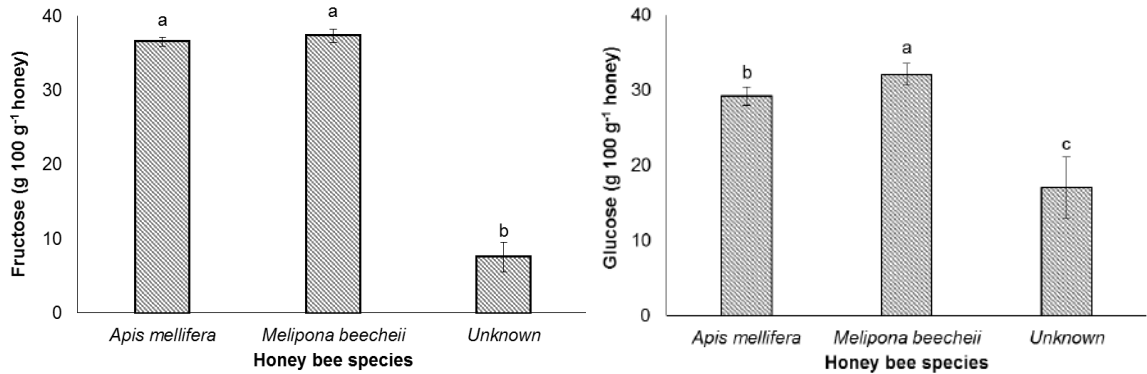 Fructose (g 100 g⁻¹ honey)
40
30
20
10
0
a
a
b
Apis mellifera
Melipona beecheii
Unknown
Honey bee species
Glucose (g 100 g⁻¹ honey)
40
30
20
10
0
b
a
c
Apis mellifera
Melipona beecheii
Unknown
Honey bee species